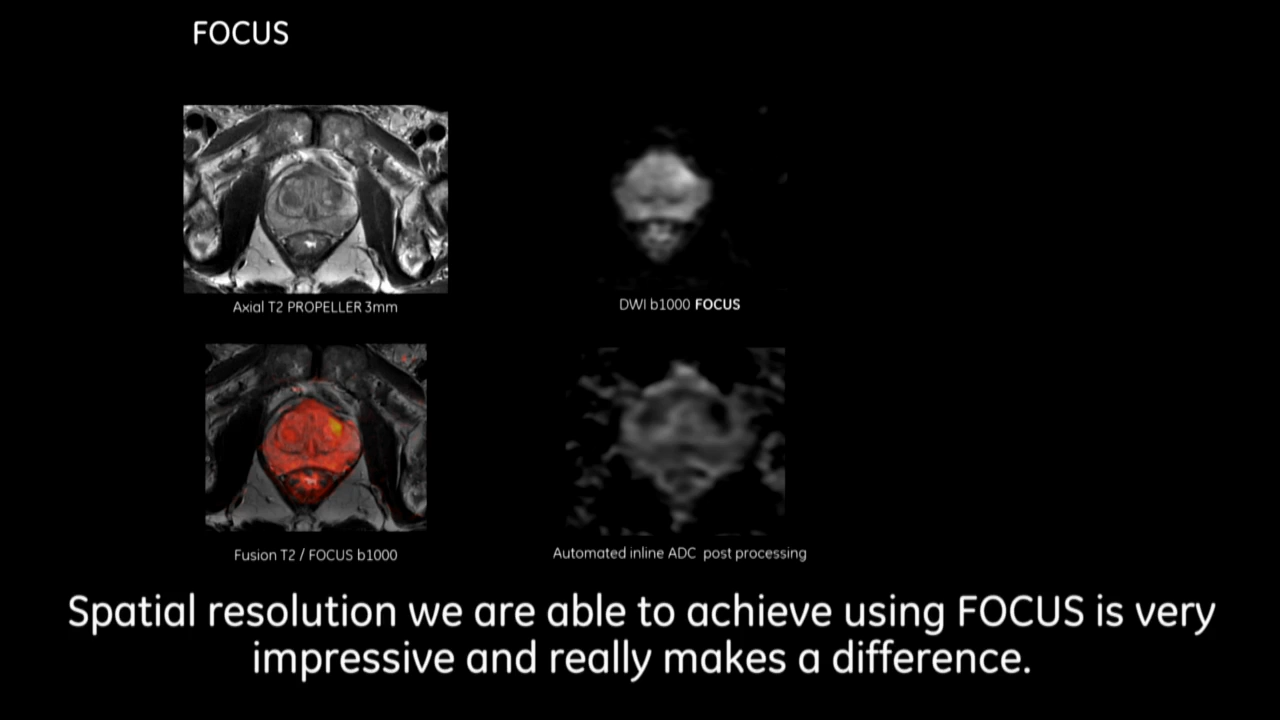 FOCUS
Axial T2 PROPELLER 3mm
DWI b1000 FOCUS
Fusion T2 / FOCUS b1000
Automated inline ADC post processing
Spatial resolution we are able to achieve using FOCUS is very
impressive and really makes a difference.